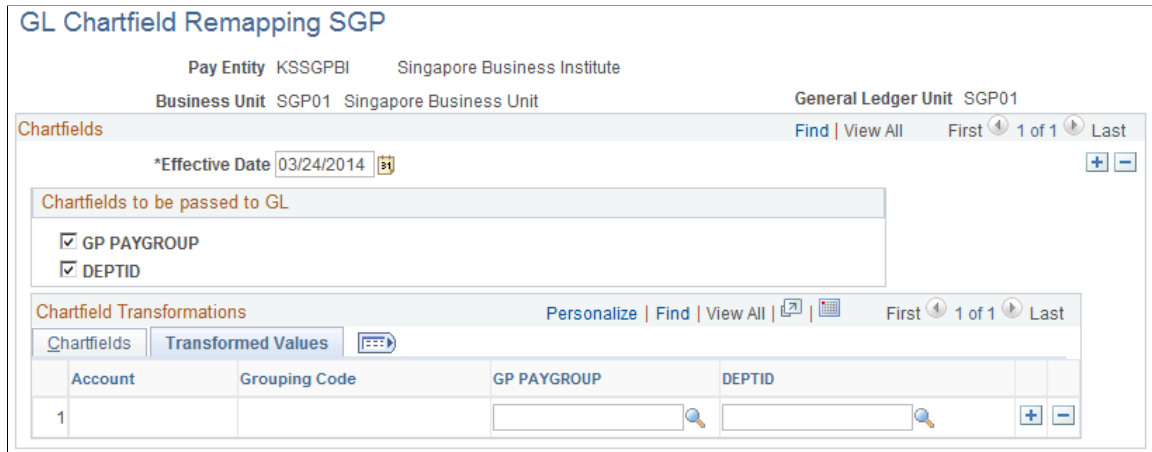 GL Chartfield Remapping SGP
Pay Entity KSSGPBI Singapore Business Institute
Business Unit SGP01 Singapore Business Unit General Ledger Unit SGP01
Chartfields Find | View All First 1 of 1 Last
*Effective Date 03/24/2014 31
Chartfields to be passed to GL
GP PAYGROUP
DEPTID
Chartfield Transformations Personalize | Find | View All | | First 1 of 1 Last
Chartfields Transformed Values
Account Grouping Code GP PAYGROUP DEPTID
1